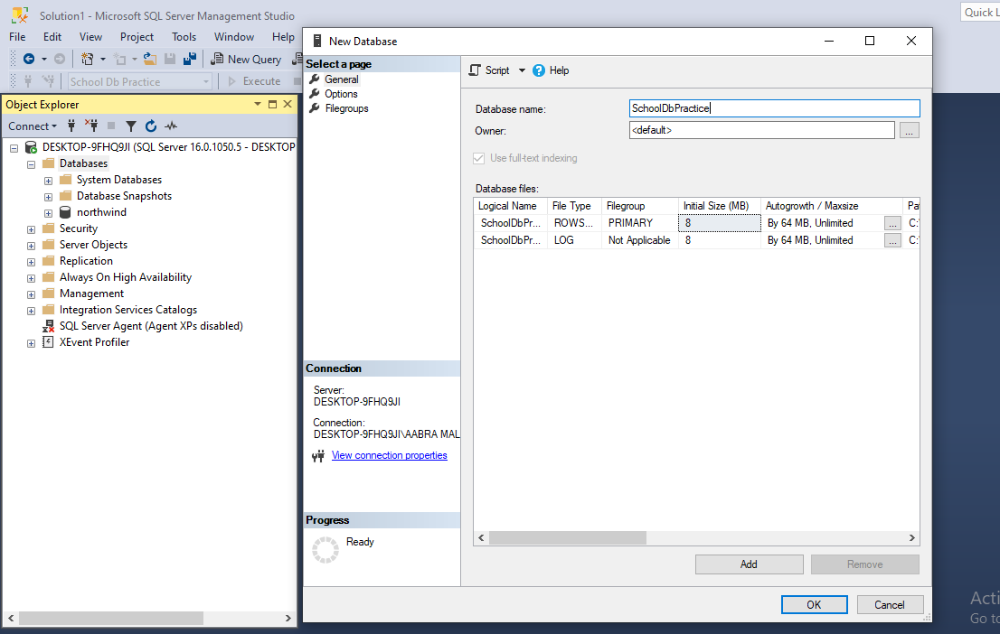 Solution1 - Microsoft SQL Server Management Studio
Quick L
File Edit View Project Tools Window Help
New Query
School Db Practice
Execute
Object Explorer
Connect
DESKTOP-9FHQ9JI (SQL Server 16.0.1050.5 - DESKTOP
Databases
System Databases
Database Snapshots
northwind
Security
Server Objects
Replication
Always On High Availability
Management
Integration Services Catalogs
SQL Server Agent (Agent XPs disabled)
XEvent Profiler
New Database
Select a page
General
Options
Filegroups
Connection
Server:
DESKTOP-9FHQ9JI
Connection:
DESKTOP-9FHQ9JI\AABRA MAL
View connection properties
Progress
Ready
Script Help
Database name: SchoolDbPractice
Owner: <default> ...
Use full-text indexing
Database files:
Logical Name File Type Filegroup Initial Size (MB) Autogrowth / Maxsize Pa
SchoolDbPr... ROWS... PRIMARY 8 By 64 MB, Unlimited ... C:\
SchoolDbPr... LOG Not Applicable 8 By 64 MB, Unlimited ... C:\
Add Remove
OK Cancel
Acti
Go to